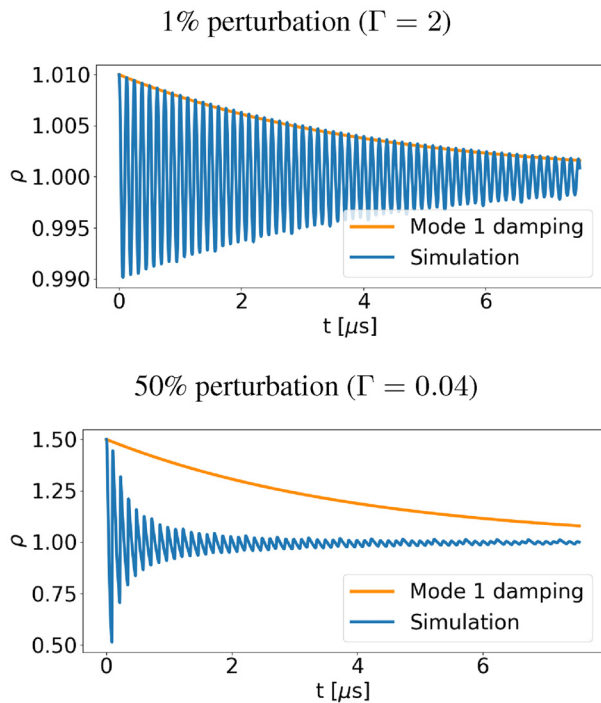 1% perturbation (Γ = 2)
1.010
1.005
1.000
0.995
0.990
ρ
Mode 1 damping
Simulation
0
2
4
6
t [μs]
50% perturbation (Γ = 0.04)
1.50
1.25
1.00
0.75
0.50
ρ
Mode 1 damping
Simulation
0
2
4
6
t [μs]